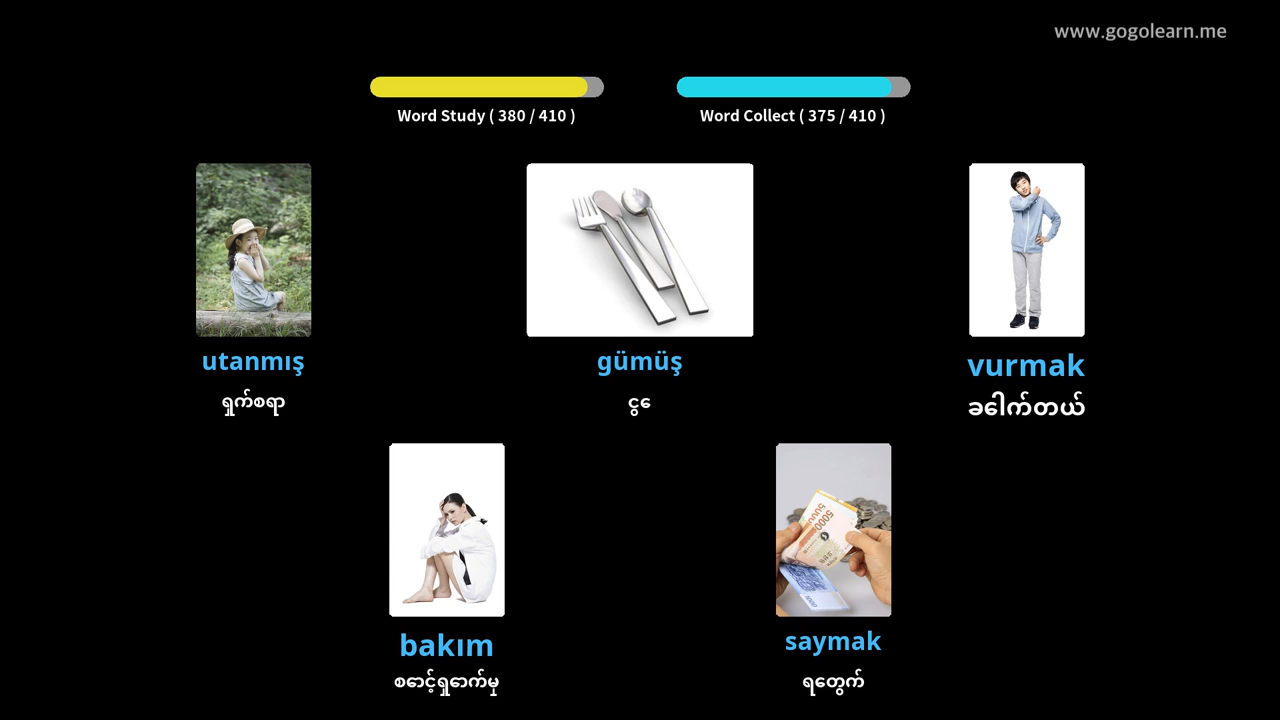 www.gogolearn.me
Word Study ( 380 / 410 )
Word Collect ( 375 / 410 )
utanmış
ရှက်စရာ
gümüş
ငွေ
vurmak
ခေါက်တယ်
5000
bakım
စောင့်ရှောက်မှု
saymak
ရေတွက်